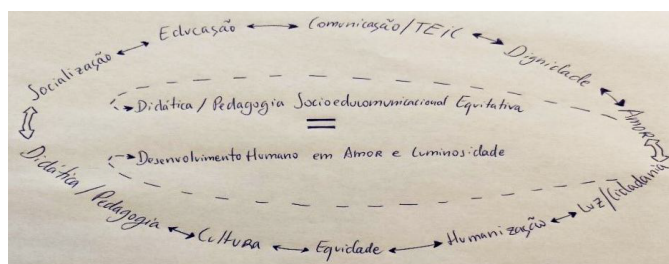 Socialização ↔ Educação ↔ Comunicação/TEIC ↔ Dignidade ↔ Amor
Didática / Pedagogia Socioeducomunicacional Equitativa
=
Desenvolvimento Humano em Amor e Luminosidade
Didática / Pedagogia ↔ Cultura ↔ Equidade ↔ Humanização ↔ Luz/Cidadania